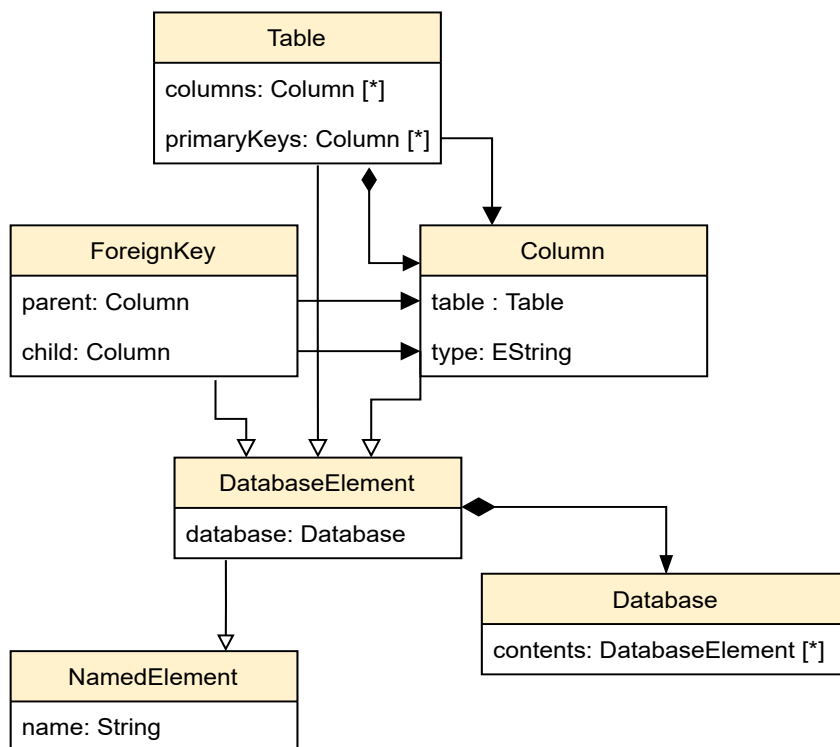 Table
columns: Column [*]
primaryKeys: Column [*]
ForeignKey
parent: Column
child: Column
Column
table : Table
type: EString
DatabaseElement
database: Database
Database
contents: DatabaseElement [*]
NamedElement
name: String